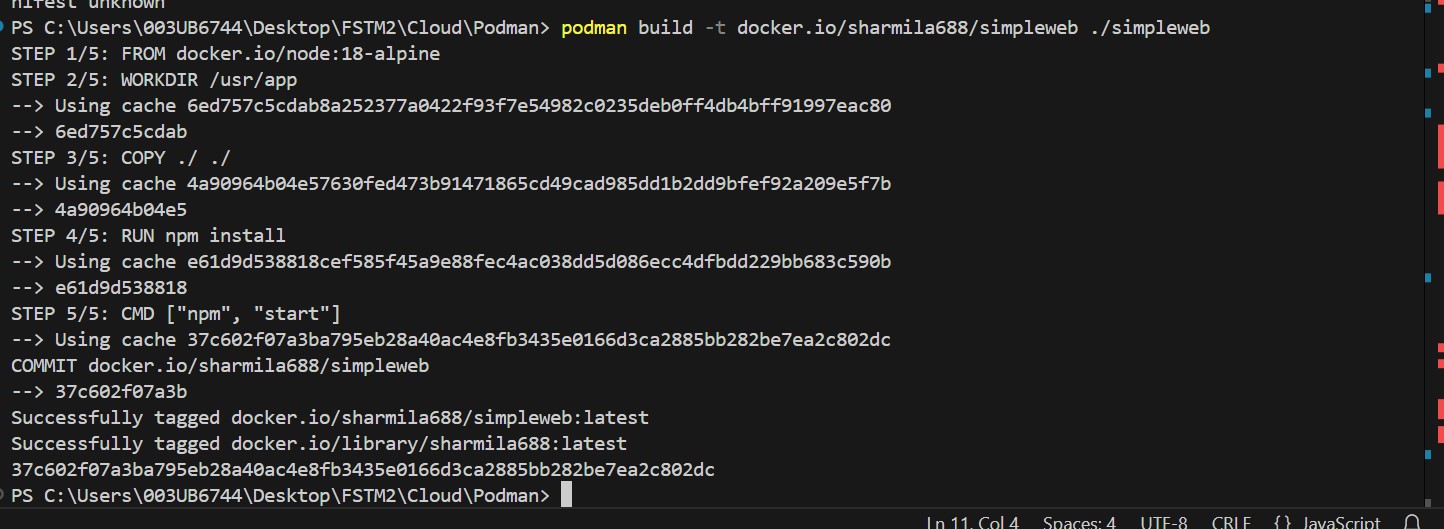 nifest unknown
PS C:\Users\003UB6744\Desktop\FSTM2\Cloud\Podman> podman build -t docker.io/sharmila688/simpleweb ./simpleweb
STEP 1/5: FROM docker.io/node:18-alpine
STEP 2/5: WORKDIR /usr/app
--> Using cache 6ed757c5cdab8a252377a0422f93f7e54982c0235deb0ff4db4bff91997eac80
--> 6ed757c5cdab
STEP 3/5: COPY ./ ./
--> Using cache 4a90964b04e57630fed473b91471865cd49cad985dd1b2dd9bfef92a209e5f7b
--> 4a90964b04e5
STEP 4/5: RUN npm install
--> Using cache e61d9d538818cef585f45a9e88fec4ac038dd5d086ecc4dfbdd229bb683c590b
--> e61d9d538818
STEP 5/5: CMD ["npm", "start"]
--> Using cache 37c602f07a3ba795eb28a40ac4e8fb3435e0166d3ca2885bb282be7ea2c802dc
COMMIT docker.io/sharmila688/simpleweb
--> 37c602f07a3b
Successfully tagged docker.io/sharmila688/simpleweb:latest
Successfully tagged docker.io/library/sharmila688:latest
37c602f07a3ba795eb28a40ac4e8fb3435e0166d3ca2885bb282be7ea2c802dc
PS C:\Users\003UB6744\Desktop\FSTM2\Cloud\Podman>
Ln 11, Col 4 Spaces: 4 UTF-8 CRLF {} JavaScript